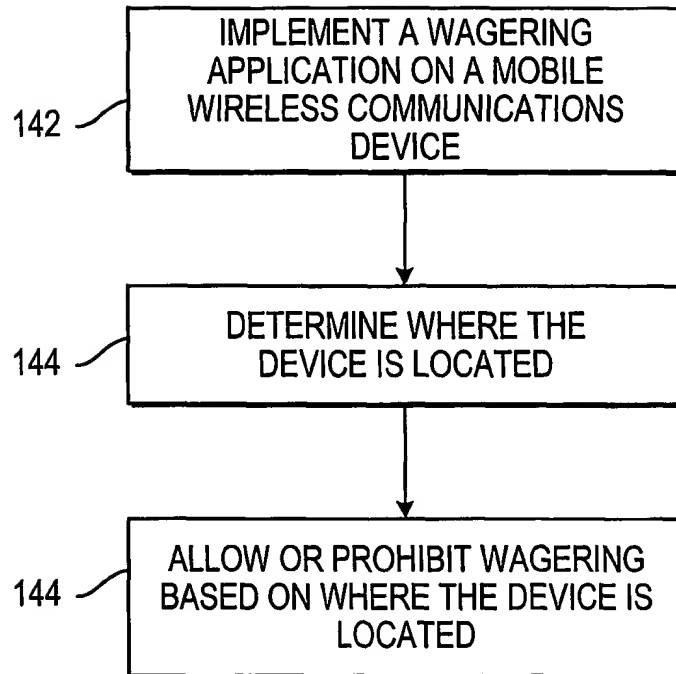 IMPLEMENT A WAGERING
APPLICATION ON A MOBILE
WIRELESS COMMUNICATIONS
DEVICE
142
DETERMINE WHERE THE
DEVICE IS LOCATED
144
ALLOW OR PROHIBIT WAGERING
BASED ON WHERE THE DEVICE IS
LOCATED
144